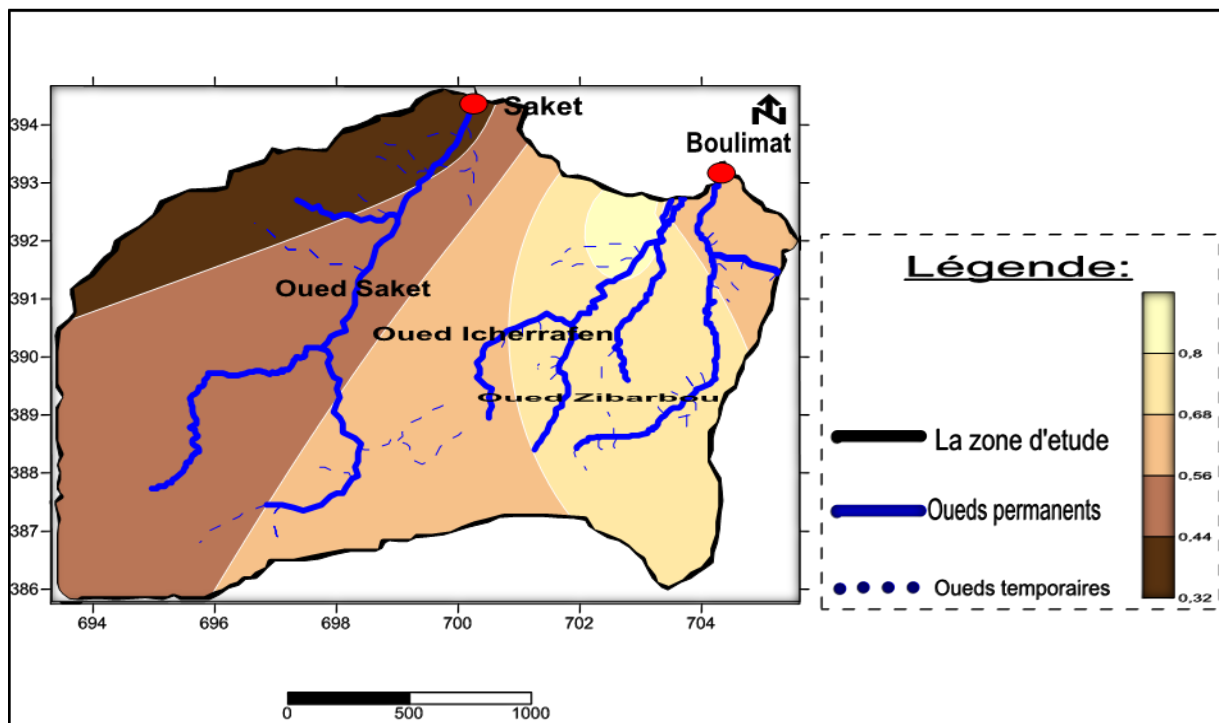 394
393
392
391
390
389
388
387
386
694
696
698
700
702
704
Saket
N
Boulimat
Oued Saket
Oued Icherrafen
Oued Zibarbou
Légende:
0,8
0,68
0,56
0,44
0,32
La zone d'etude
Oueds permanents
Oueds temporaires
0
500
1000